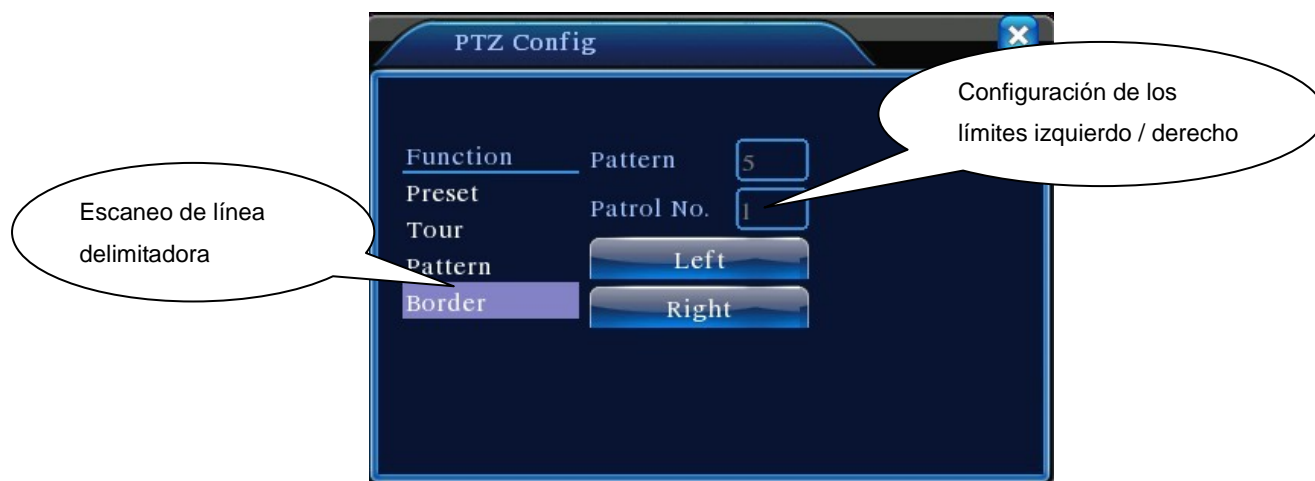 PTZ Config
Configuración de los
límites izquierdo / derecho
Function
Preset
Tour
Pattern
Border
Pattern 5
Patrol No. 1
Left
Right
Escaneo de línea
delimitadora